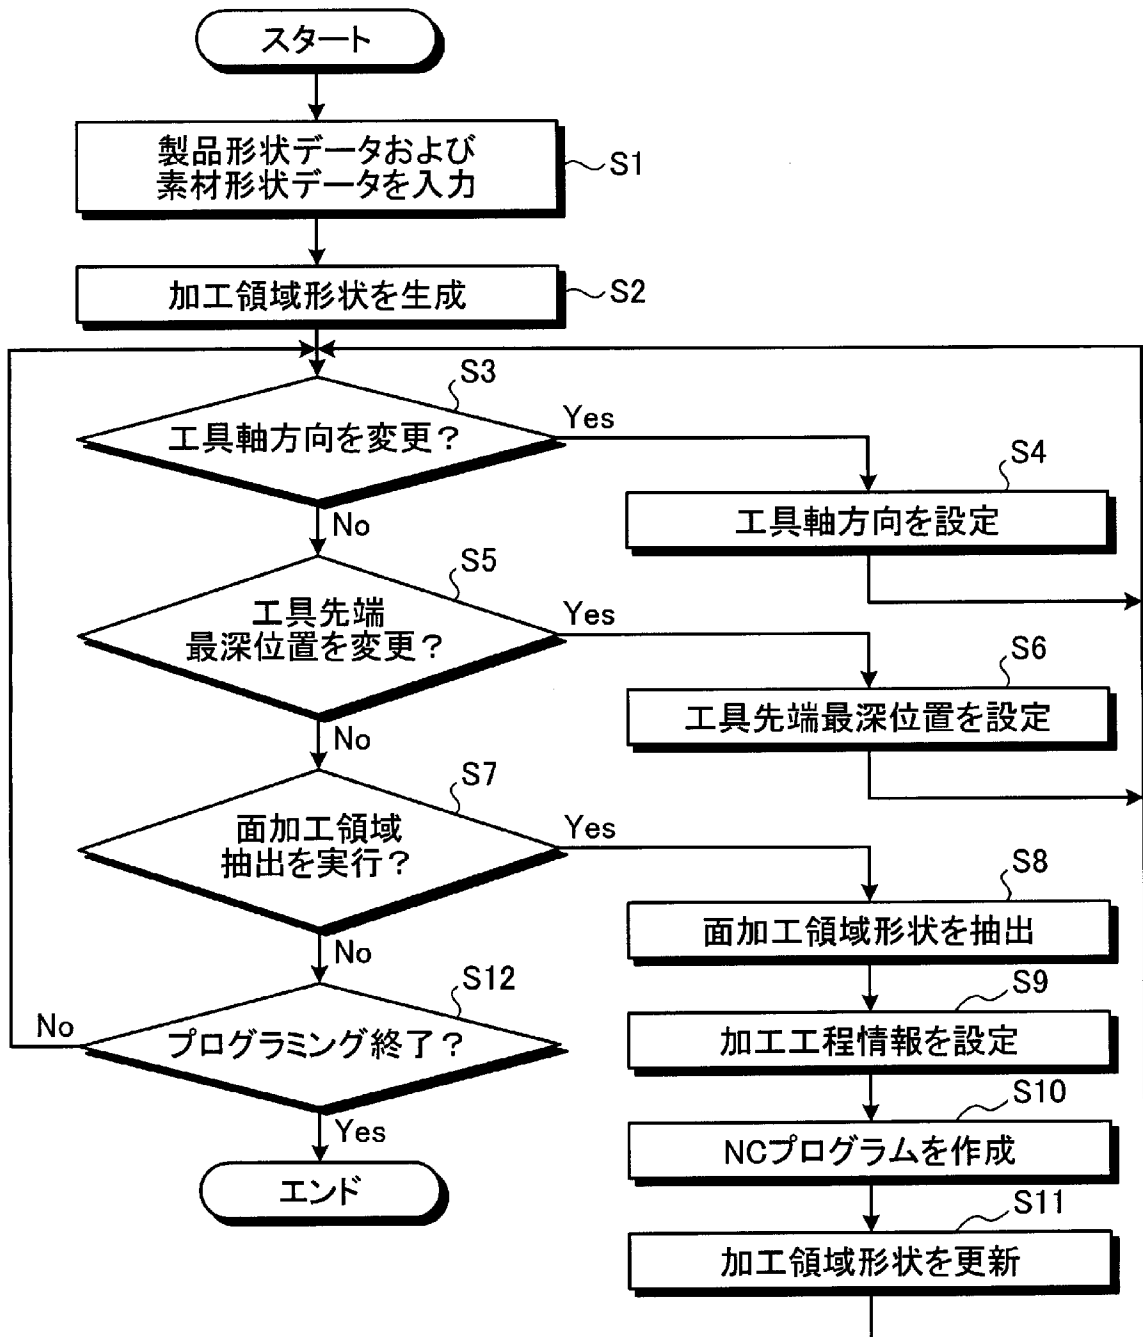 スタート
製品形状データおよび
素材形状データを入力
S1
加工領域形状を生成
S2
S3
工具軸方向を変更?
Yes
No
S4
工具軸方向を設定
S5
工具先端
最深位置を変更?
Yes
No
S6
工具先端最深位置を設定
S7
面加工領域
抽出を実行?
Yes
No
S8
面加工領域形状を抽出
S9
加工工程情報を設定
S10
NCプログラムを作成
S11
加工領域形状を更新
S12
プログラミング終了?
No
Yes
エンド